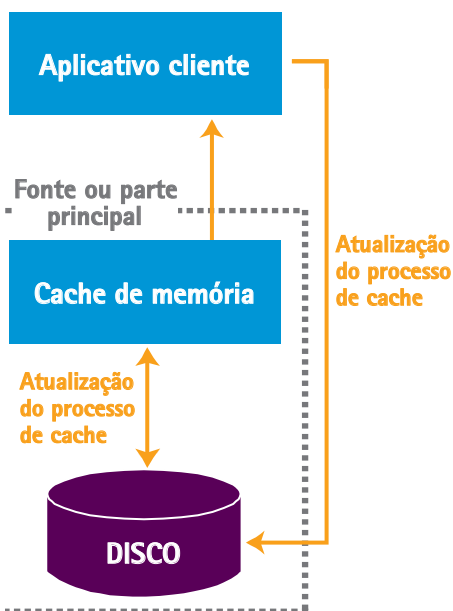 Aplicativo cliente
Fonte ou parte
principal
Atualização
do processo
de cache
Cache de memória
Atualização
do processo
de cache
DISCO